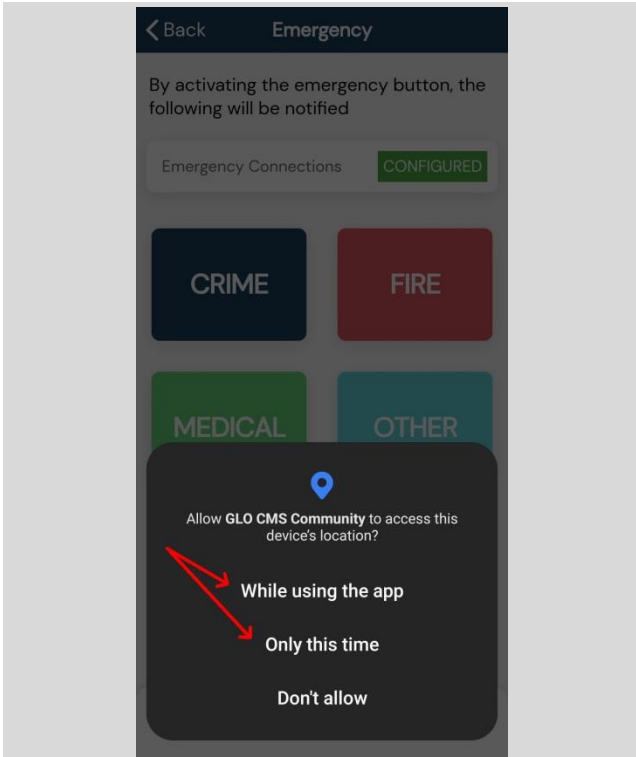 Back
Emergency
By activating the emergency button, the
following will be notified
Emergency Connections
CONFIGURED
CRIME
FIRE
MEDICAL
OTHER
Allow GLO CMS Community to access this
device's location?
While using the app
Only this time
Don't allow